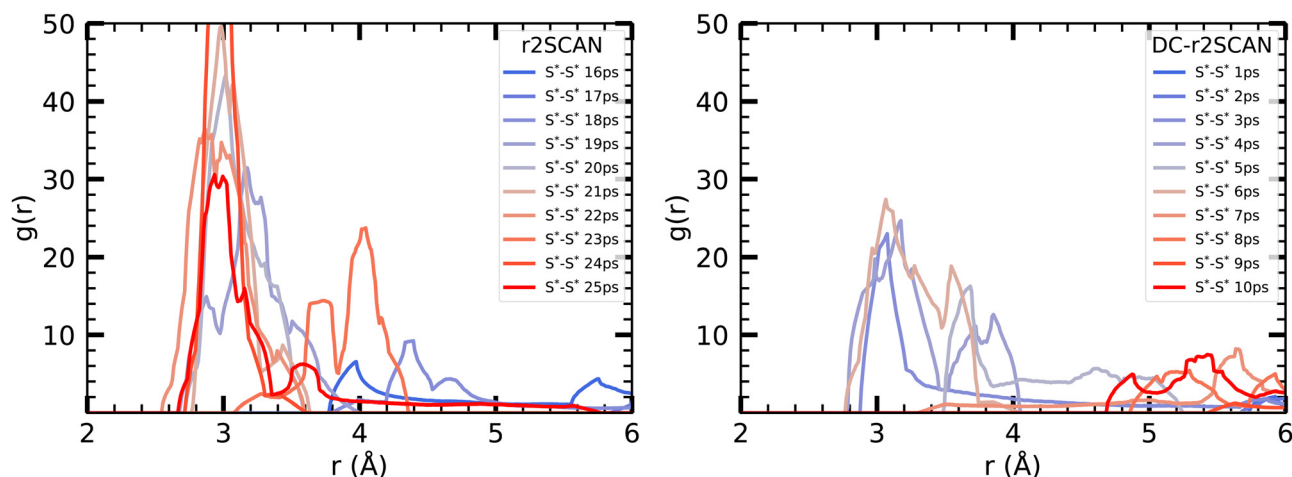 r2SCAN
S*-S* 16ps
S*-S* 17ps
S*-S* 18ps
S*-S* 19ps
S*-S* 20ps
S*-S* 21ps
S*-S* 22ps
S*-S* 23ps
S*-S* 24ps
S*-S* 25ps
50
40
30
20
10
g(r)
2 3 4 5 6
r (Å)
DC-r2SCAN
S*-S* 1ps
S*-S* 2ps
S*-S* 3ps
S*-S* 4ps
S*-S* 5ps
S*-S* 6ps
S*-S* 7ps
S*-S* 8ps
S*-S* 9ps
S*-S* 10ps
50
40
30
20
10
g(r)
2 3 4 5 6
r (Å)